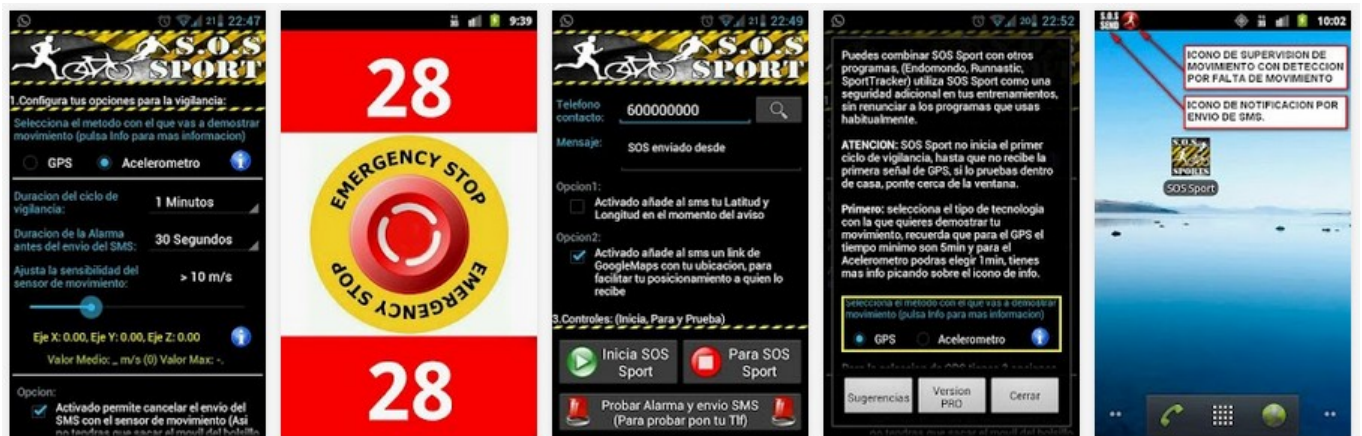 21 22:47
S.O.S
SPORT
1.Configura tus opciones para la vigilancia:
Selecciona el metodo con el que vas a demostrar
movimiento (pulsa Info para mas informacion)
GPS Acelerometro
Duracion del ciclo de
vigilancia:
1 Minutos
Duracion de la Alarma
antes del envio del SMS:
30 Segundos
Ajusta la sensibilidad del
sensor de movimiento:
> 10 m/s
Eje X: 0.00, Eje Y: 0.00, Eje Z: 0.00
Valor Medio: _ m/s (0) Valor Max: -.
Opcion:
Activado permite cancelar el envio del
SMS con el sensor de movimiento (Asi
no tendras que sacar el movil del bolsillo
9:39
28
EMERGENCY STOP
EMERGENCY STOP
28
21 22:49
S.O.S
SPORT
Telefono
contacto:
600000000
Mensaje:
SOS enviado desde
Opcion1:
Activado añade al sms tu Latitud y
Longitud en el momento del aviso
Opcion2:
Activado añade al sms un link de
GoogleMaps con tu ubicacion, para
facilitar tu posicionamiento a quien lo
recibe
3.Controles: (Inicia, Para y Prueba)
Inicia SOS
Sport
Para SOS
Sport
Probar Alarma y envio SMS
(Para probar pon tu Tlf)
20 22:52
Puedes combinar SOS Sport con otros
programas, (Endomondo, Runnastic,
SportTracker) utiliza SOS Sport como una
seguridad adicional en tus entrenamientos,
sin renunciar a los programas que usas
habitualmente.
ATENCION: SOS Sport no inicia el primer
ciclo de vigilancia, hasta que no recibe la
primera señal de GPS, si lo pruebas dentro
de casa, ponte cerca de la ventana.
Primero: selecciona el tipo de tecnologia
con la que quieres demostrar tu
movimiento, recuerda que para el GPS el
tiempo minimo son 5min y para el
Acelerometro podras elegir 1min, tienes
mas info picando sobre el icono de info.
Selecciona el metodo con el que vas a demostrar
movimiento (pulsa Info para mas informacion)
GPS Acelerometro
Sugerencias
Version
PRO
Cerrar
no tendras que sacar el movil del bolsillo
S.O.S
SEND
10:02
ICONO DE SUPERVISION DE
MOVIMIENTO CON DETECCION
POR FALTA DE MOVIMIENTO
ICONO DE NOTIFICACION POR
ENVIO DE SMS.
S.O.S
SPORTS
SOS Sport